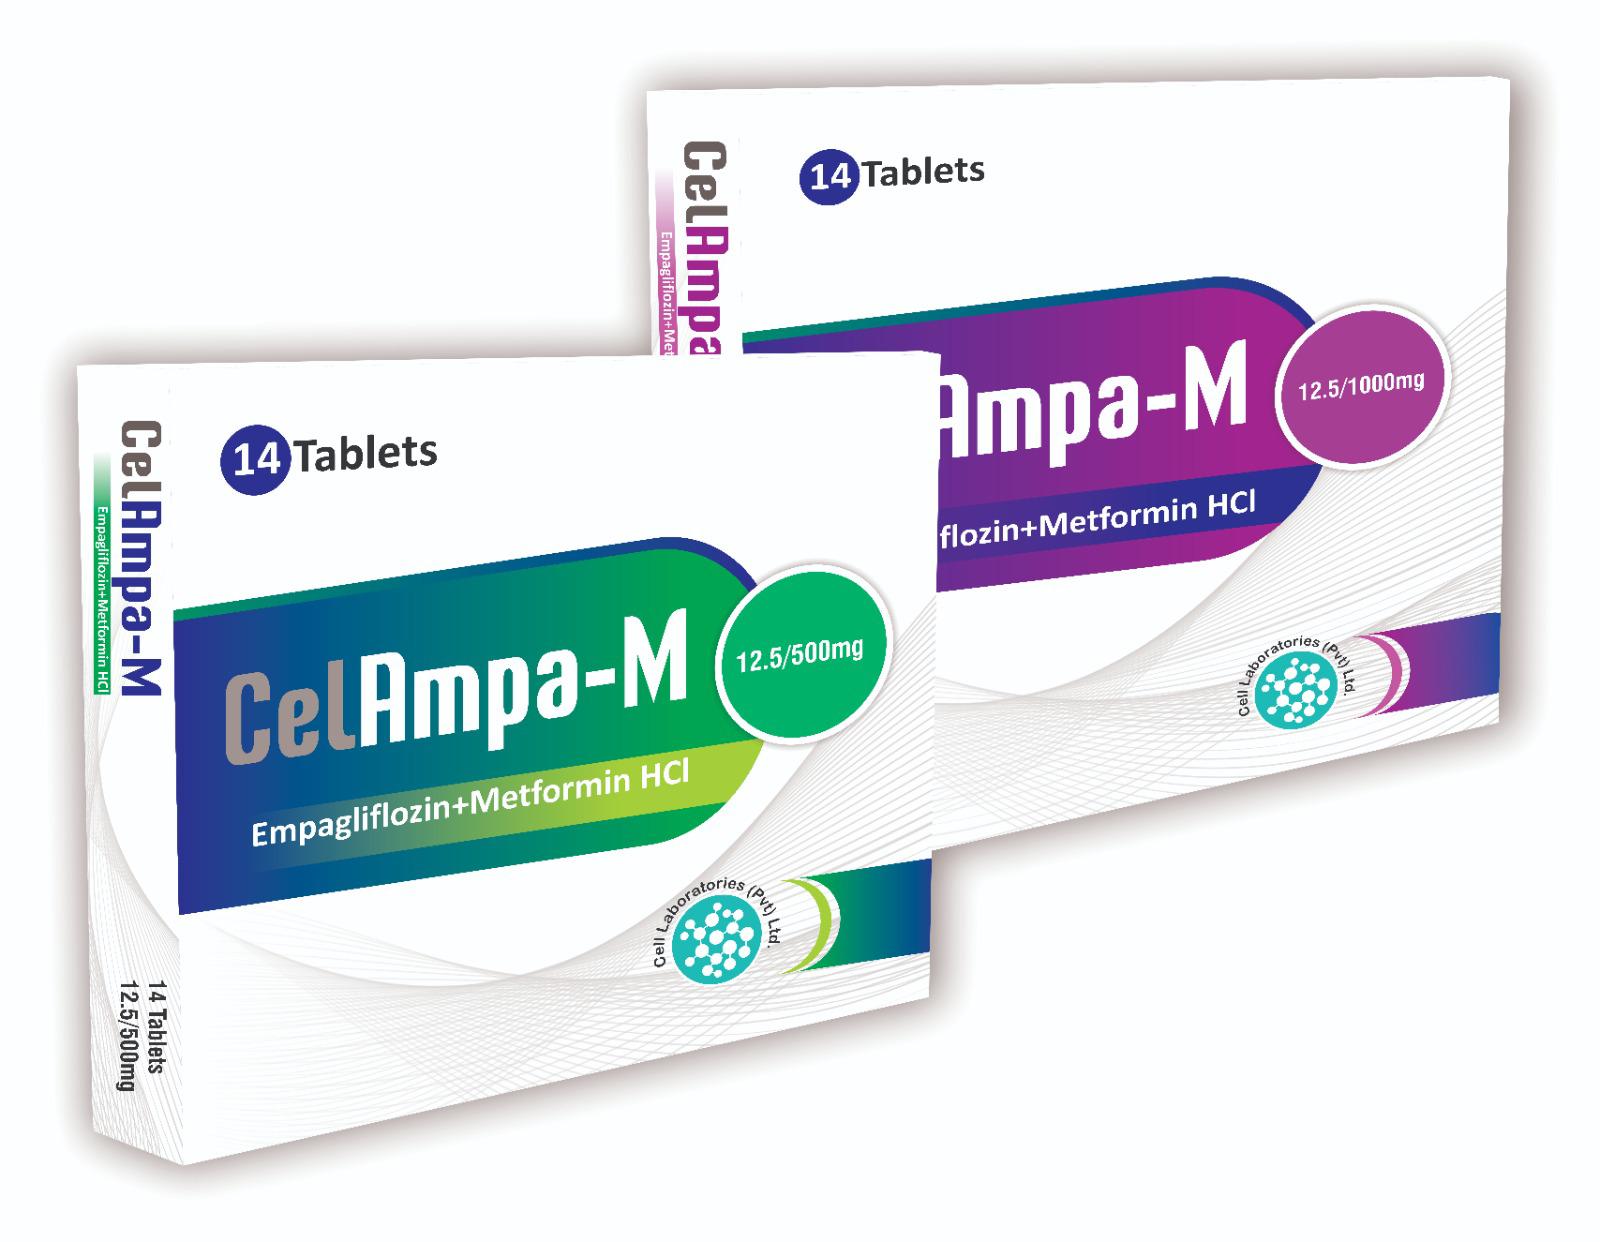 14 Tablets
CelAmpa
Empagliflozin+Met
Ampa-M
12.5/1000mg
flozin+Metformin HCl
Cell Laboratories (Pvt) Ltd.
14 Tablets
CelAmpa-M
Empagliflozin+Metformin HCl
CelAmpa-M
12.5/500mg
Empagliflozin+Metformin HCl
Cell Laboratories (Pvt) Ltd.
14 Tablets
12.5/500mg